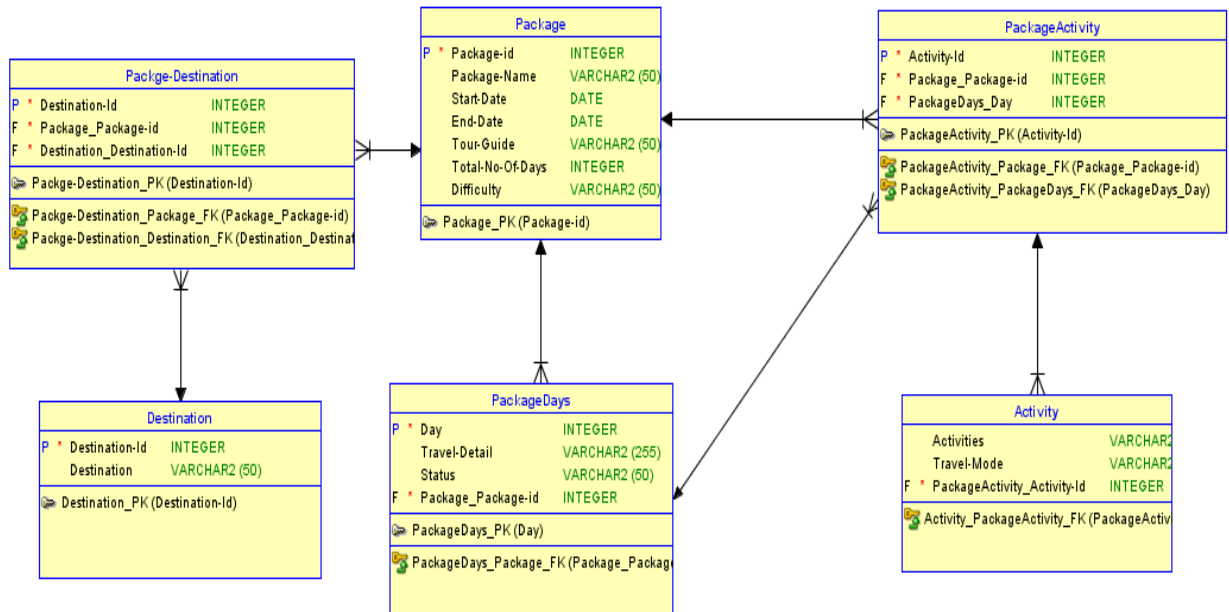 Packge-Destination
P * Destination-Id INTEGER
F * Package_Package-id INTEGER
F * Destination_Destination-Id INTEGER
Packge-Destination_PK (Destination-Id)
Packge-Destination_Package_FK (Package_Package-id)
Packge-Destination_Destination_FK (Destination_Destinat
Package
P * Package-id INTEGER
Package-Name VARCHAR2 (50)
Start-Date DATE
End-Date DATE
Tour-Guide VARCHAR2 (50)
Total-No-Of-Days INTEGER
Difficulty VARCHAR2 (50)
Package_PK (Package-id)
PackageActivity
P * Activity-Id INTEGER
F * Package_Package-id INTEGER
F * PackageDays_Day INTEGER
PackageActivity_PK (Activity-Id)
PackageActivity_Package_FK (Package_Package-id)
PackageActivity_PackageDays_FK (PackageDays_Day)
Destination
P * Destination-Id INTEGER
Destination VARCHAR2 (50)
Destination_PK (Destination-Id)
PackageDays
P * Day INTEGER
Travel-Detail VARCHAR2 (255)
Status VARCHAR2 (50)
F * Package_Package-id INTEGER
PackageDays_PK (Day)
PackageDays_Package_FK (Package_Package
Activity
Activities VARCHAR2
Travel-Mode VARCHAR2
F * PackageActivity_Activity-Id INTEGER
Activity_PackageActivity_FK (PackageActiv